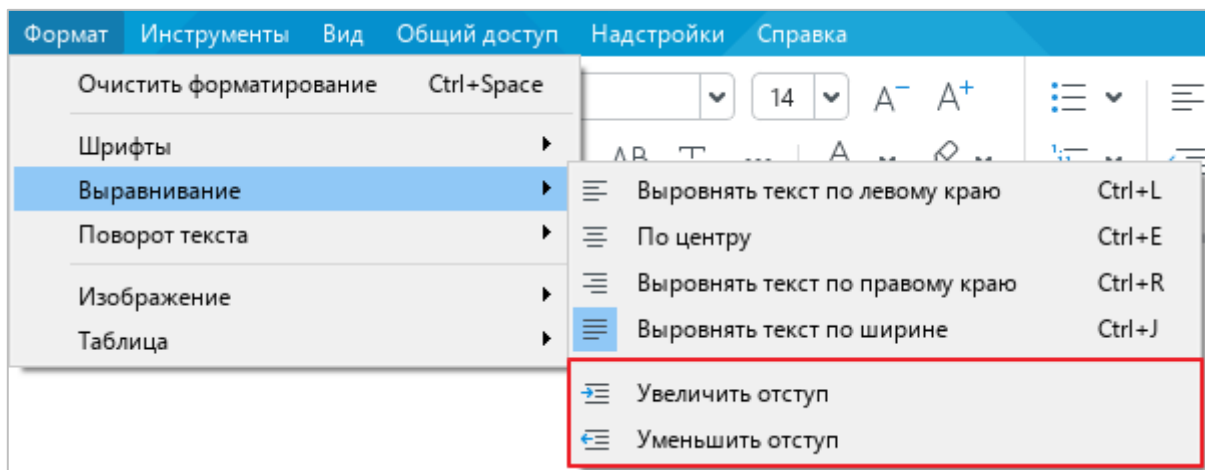 Формат Инструменты Вид Общий доступ Надстройки Справка
Очистить форматирование Ctrl+Space
14 A− A+
Шрифты
Выравнивание
Поворот текста
Изображение
Таблица
Выровнять текст по левому краю Ctrl+L
По центру Ctrl+E
Выровнять текст по правому краю Ctrl+R
Выровнять текст по ширине Ctrl+J
Увеличить отступ
Уменьшить отступ